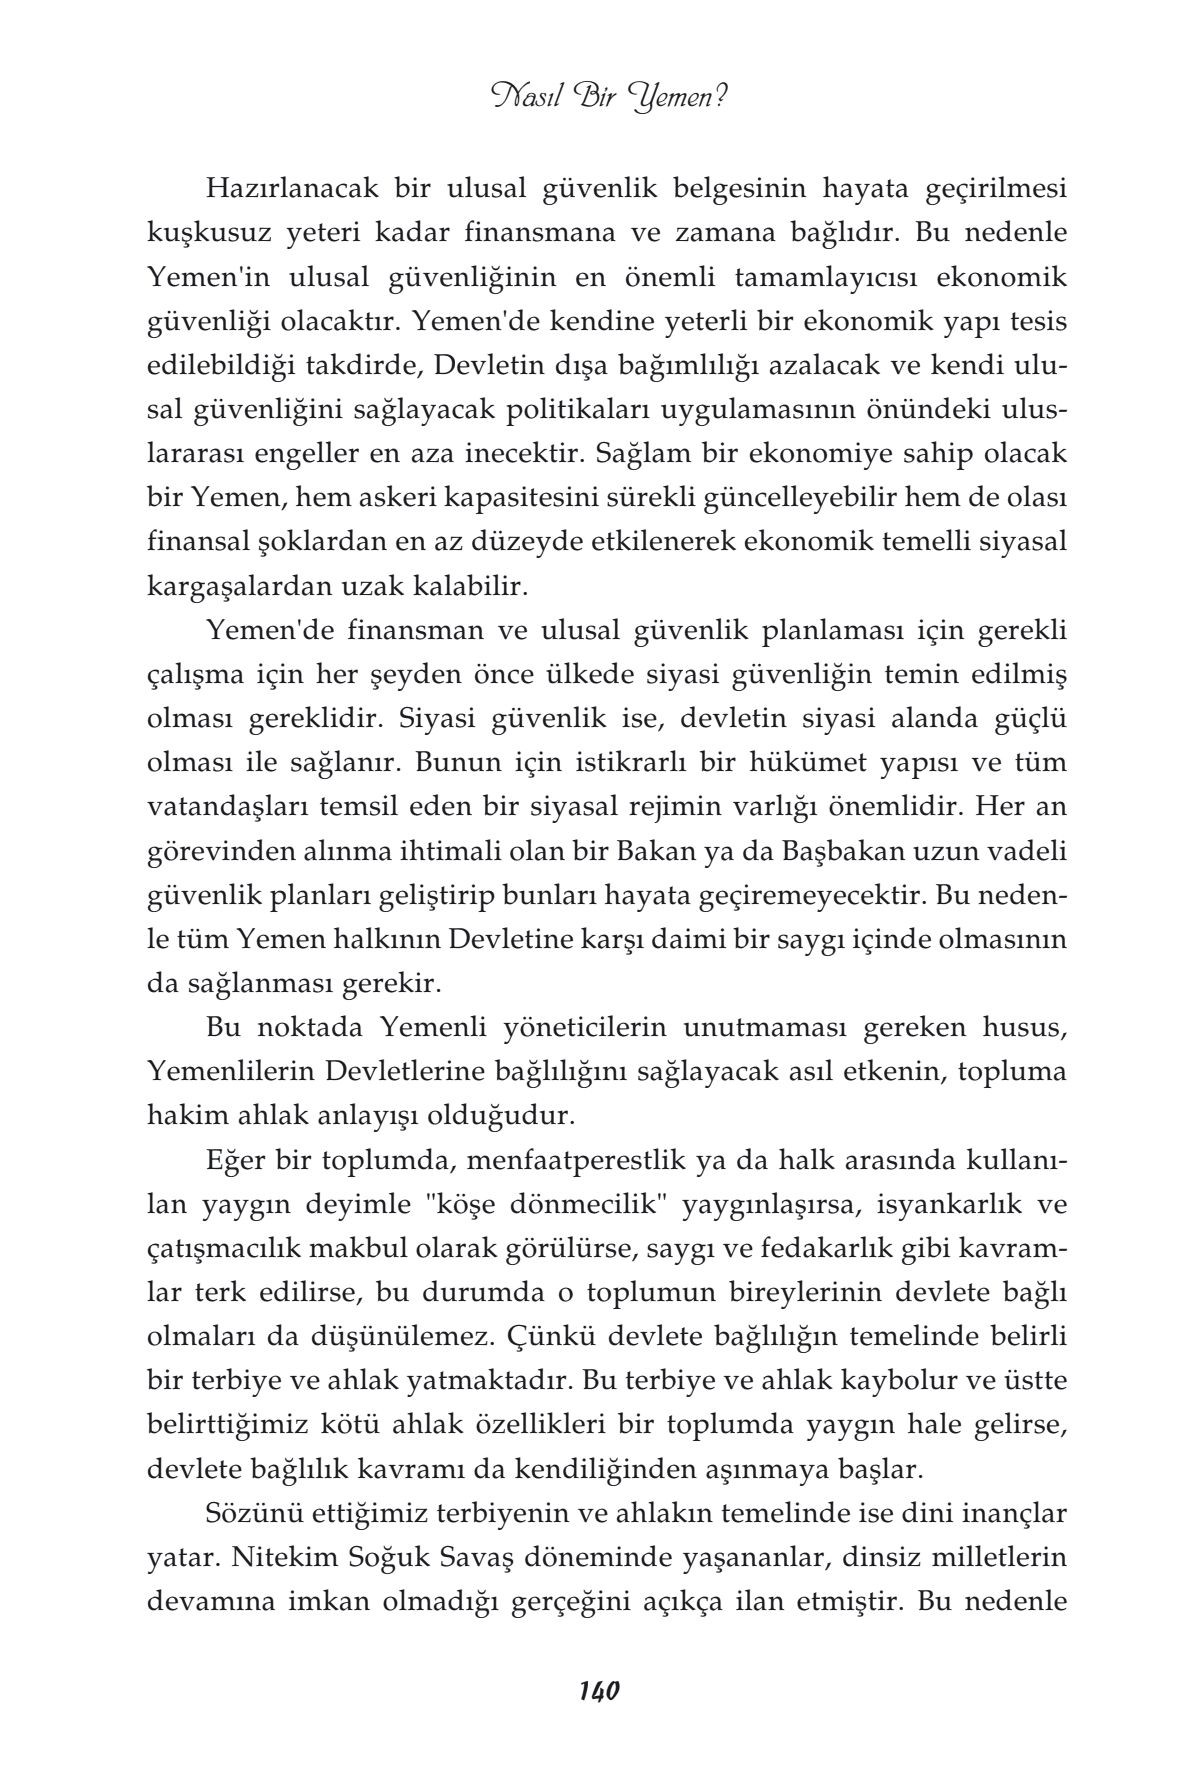 Nasıl Bir Yemen?
Hazırlanacak bir ulusal güvenlik belgesinin hayata geçirilmesi
kuşkusuz yeteri kadar finansmana ve zamana bağlıdır. Bu nedenle
Yemen'in ulusal güvenliğinin en önemli tamamlayıcısı ekonomik
güvenliği olacaktır. Yemen'de kendine yeterli bir ekonomik yapı tesis
edilebildiği takdirde, Devletin dışa bağımlılığı azalacak ve kendi ulu-
sal güvenliğini sağlayacak politikaları uygulamasının önündeki ulus-
lararası engeller en aza inecektir. Sağlam bir ekonomiye sahip olacak
bir Yemen, hem askeri kapasitesini sürekli güncelleyebilir hem de olası
finansal şoklardan en az düzeyde etkilenerek ekonomik temelli siyasal
kargaşalardan uzak kalabilir.
Yemen'de finansman ve ulusal güvenlik planlaması için gerekli
çalışma için her şeyden önce ülkede siyasi güvenliğin temin edilmiş
olması gereklidir. Siyasi güvenlik ise, devletin siyasi alanda güçlü
olması ile sağlanır. Bunun için istikrarlı bir hükümet yapısı ve tüm
vatandaşları temsil eden bir siyasal rejimin varlığı önemlidir. Her an
görevinden alınma ihtimali olan bir Bakan ya da Başbakan uzun vadeli
güvenlik planları geliştirip bunları hayata geçiremeyecektir. Bu neden-
le tüm Yemen halkının Devletine karşı daimi bir saygı içinde olmasının
da sağlanması gerekir.
Bu noktada Yemenli yöneticilerin unutmaması gereken husus,
Yemenlilerin Devletlerine bağlılığını sağlayacak asıl etkenin, topluma
hakim ahlak anlayışı olduğudur.
Eğer bir toplumda, menfaatperestlik ya da halk arasında kullanı-
lan yaygın deyimle "köşe dönmecilik" yaygınlaşırsa, isyankarlık ve
çatışmacılık makbul olarak görülürse, saygı ve fedakarlık gibi kavram-
lar terk edilirse, bu durumda o toplumun bireylerinin devlete bağlı
olmaları da düşünülemez. Çünkü devlete bağlılığın temelinde belirli
bir terbiye ve ahlak yatmaktadır. Bu terbiye ve ahlak kaybolur ve üstte
belirttiğimiz kötü ahlak özellikleri bir toplumda yaygın hale gelirse,
devlete bağlılık kavramı da kendiliğinden aşınmaya başlar.
Sözünü ettiğimiz terbiyenin ve ahlakın temelinde ise dini inançlar
yatar. Nitekim Soğuk Savaş döneminde yaşananlar, dinsiz milletlerin
devamına imkan olmadığı gerçeğini açıkça ilan etmiştir. Bu nedenle
140